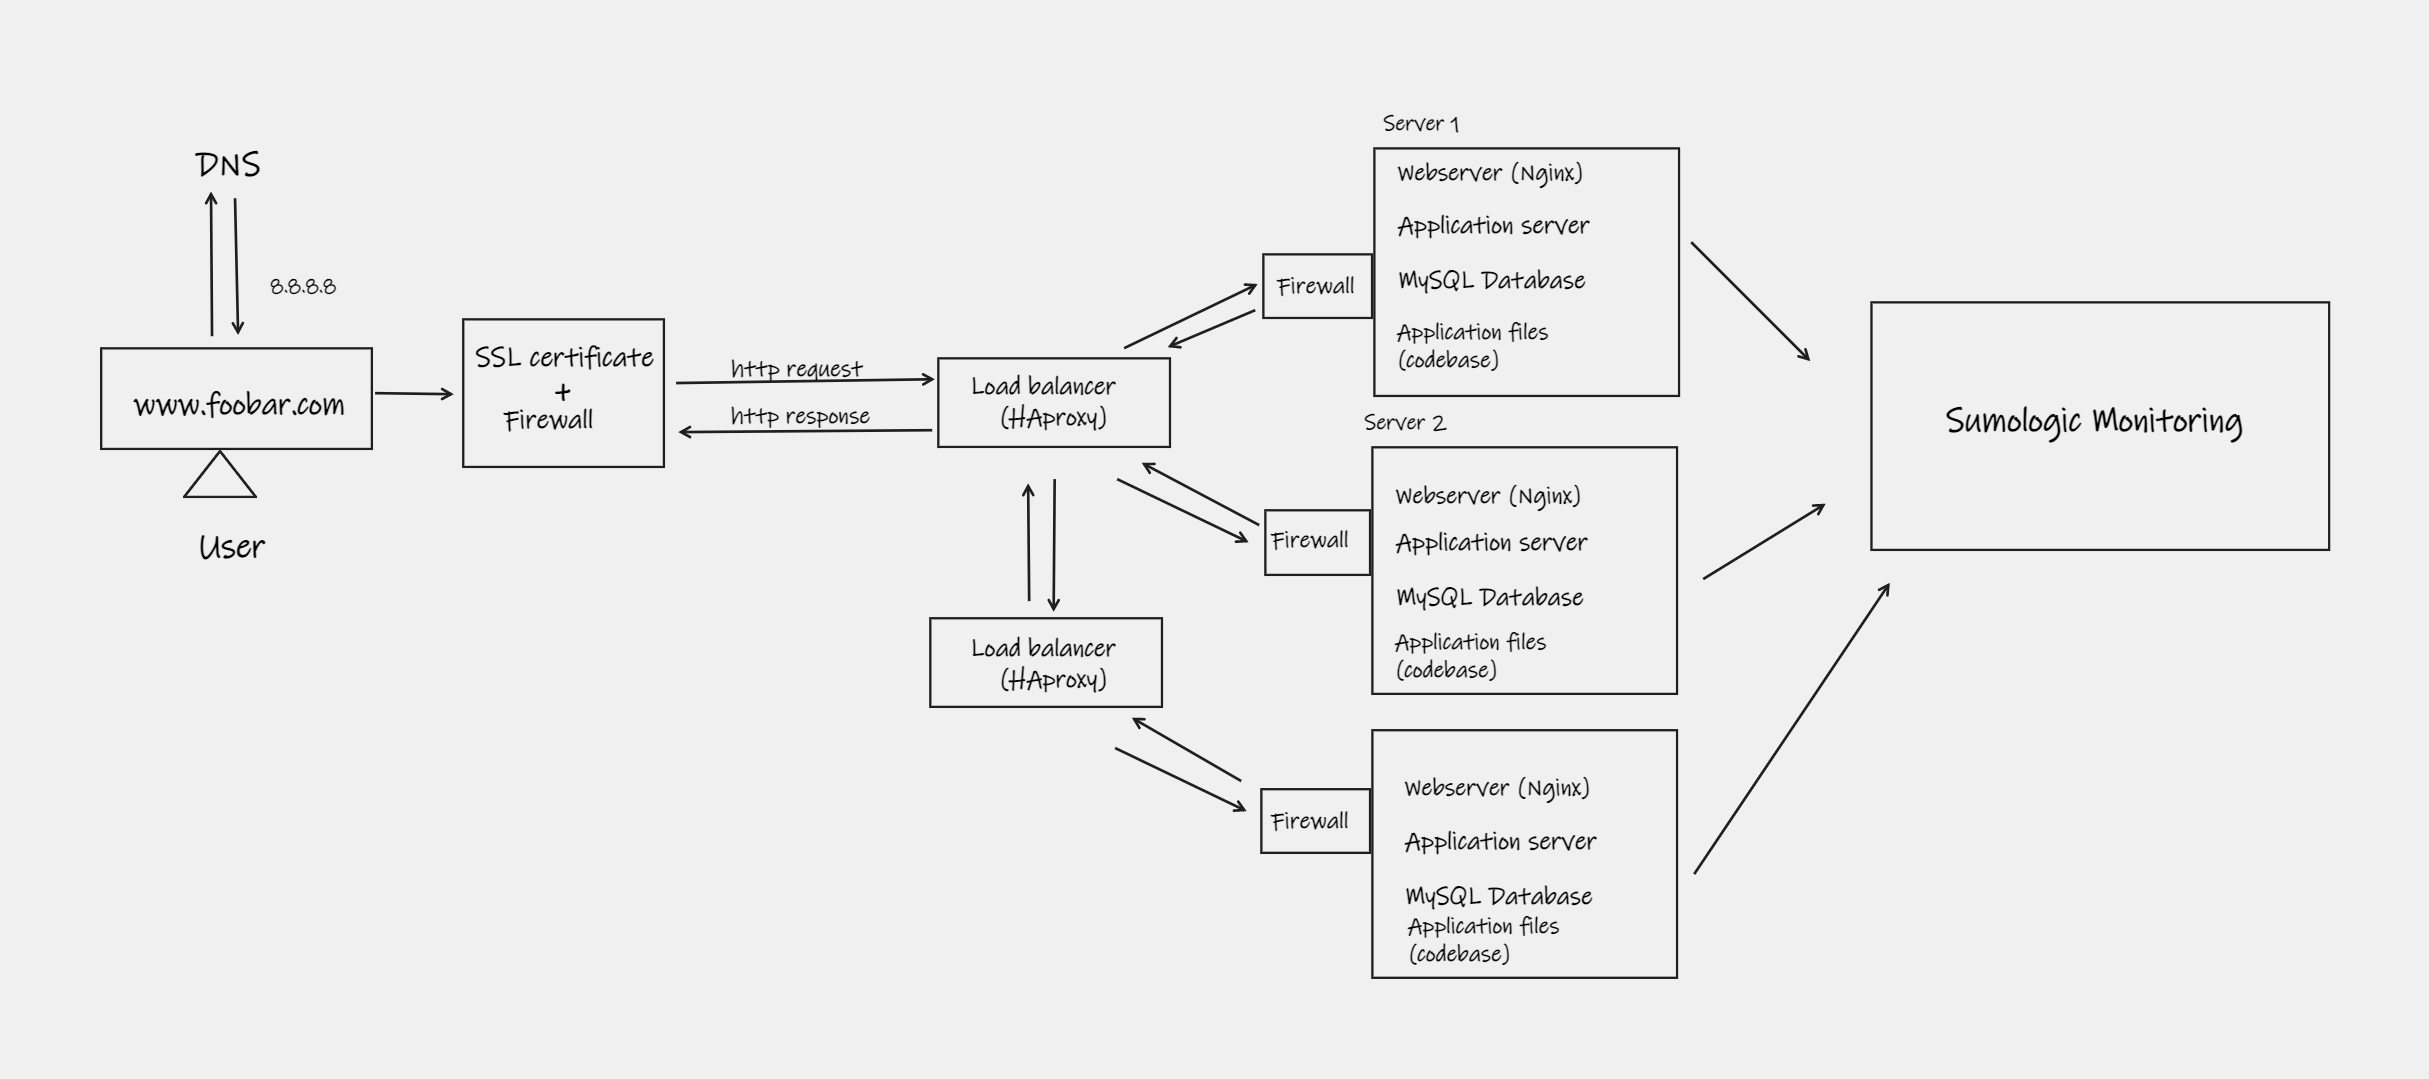 DNS
8.8.8.8
www.foobar.com
User
SSL certificate
+
Firewall
http request
http response
Load balancer
(HAproxy)
Load balancer
(HAproxy)
Server 1
Firewall
Webserver (Nginx)
Application server
MySQL Database
Application files
(codebase)
Server 2
Firewall
Webserver (Nginx)
Application server
MySQL Database
Application files
(codebase)
Firewall
Webserver (Nginx)
Application server
MySQL Database
Application files
(codebase)
Sumologic Monitoring